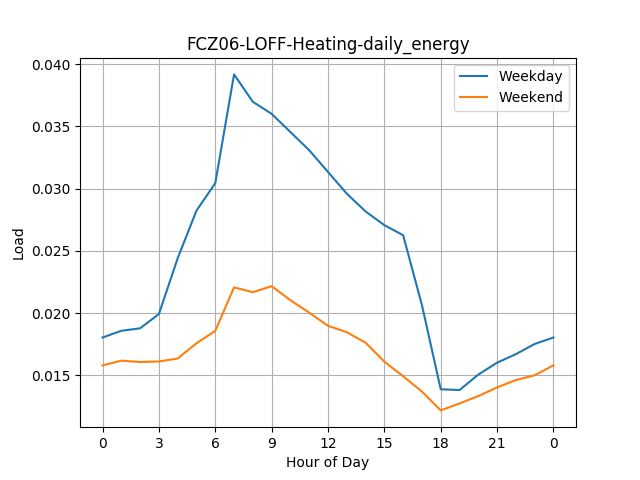 FCZ06-LOFF-Heating-daily_energy
Weekday
Weekend
Load
0.040
0.035
0.030
0.025
0.020
0.015
0 3 6 9 12 15 18 21 0
Hour of Day